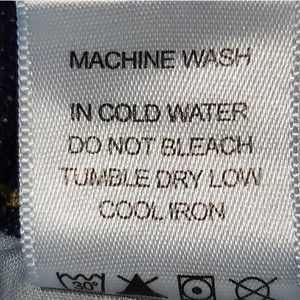 MACHINE WASH
IN COLD WATER
DO NOT BLEACH
TUMBLE DRY LOW
COOL IRON
30°